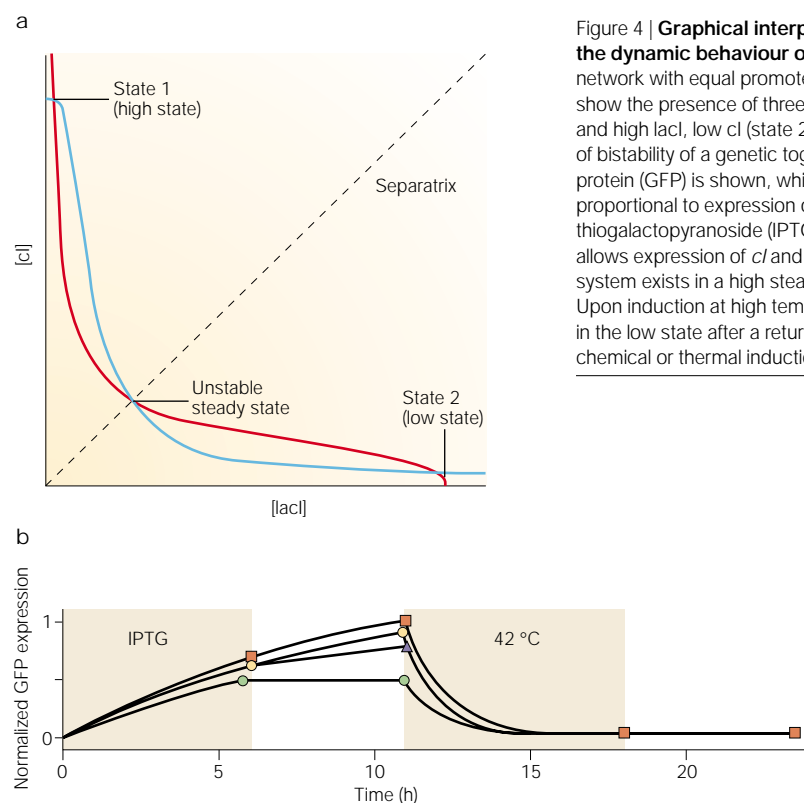 a
State 1
(high state)
Separatrix
[cI]
Unstable
steady state
State 2
(low state)
[lacI]
Figure 4 | Graphical interp
the dynamic behaviour o
network with equal promote
show the presence of three
and high lacI, low cI (state 2
of bistability of a genetic tog
protein (GFP) is shown, whi
proportional to expression o
thiogalactopyranoside (IPTG
allows expression of cI and
system exists in a high stea
Upon induction at high tem
in the low state after a retur
chemical or thermal inductio
b
Normalized GFP expression
1
0
IPTG
42 °C
0 5 10 15 20
Time (h)